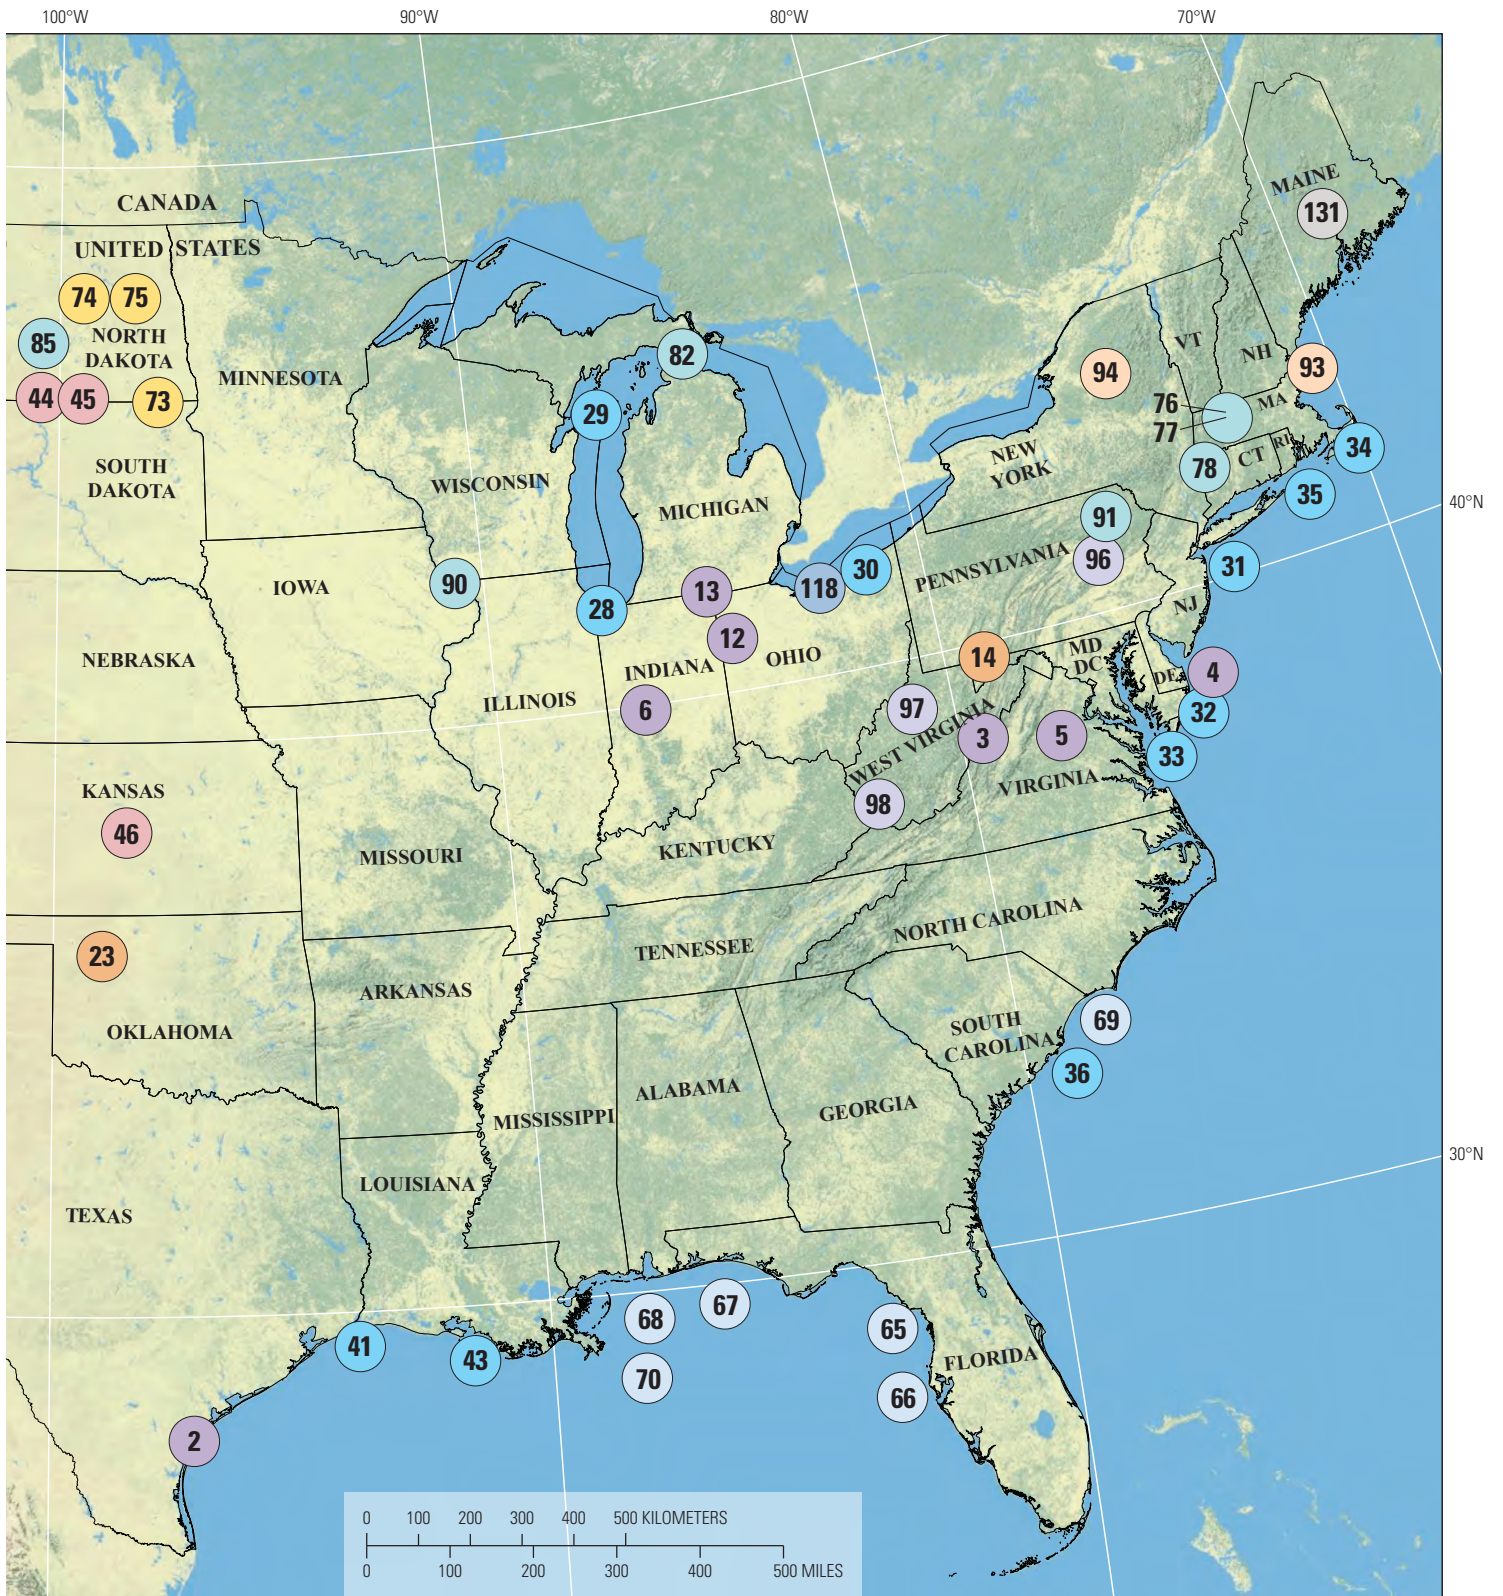 100°W 90°W 80°W 70°W
CANADA
UNITED STATES
MAINE
131
74 75
85
NORTH
DAKOTA
MINNESOTA
82
VT
NH
94
93
44 45 73
29
76
77
MA
SOUTH
DAKOTA
WISCONSIN
MICHIGAN
NEW
YORK
78
CT
RI
34
35
40°N
91
PENNSYLVANIA
96
31
IOWA
90
28
13
118
30
NJ
12
NEBRASKA
INDIANA
OHIO
14
MD
DC
DE
4
ILLINOIS
6
97
WEST VIRGINIA
3
5
32
33
KANSAS
46
98
VIRGINIA
MISSOURI
KENTUCKY
23
TENNESSEE
NORTH CAROLINA
ARKANSAS
OKLAHOMA
SOUTH
CAROLINA
69
36
MISSISSIPPI
ALABAMA
GEORGIA
30°N
LOUISIANA
TEXAS
68
67
65
41
43
70
FLORIDA
66
2
0 100 200 300 400 500 KILOMETERS
0 100 200 300 400 500 MILES